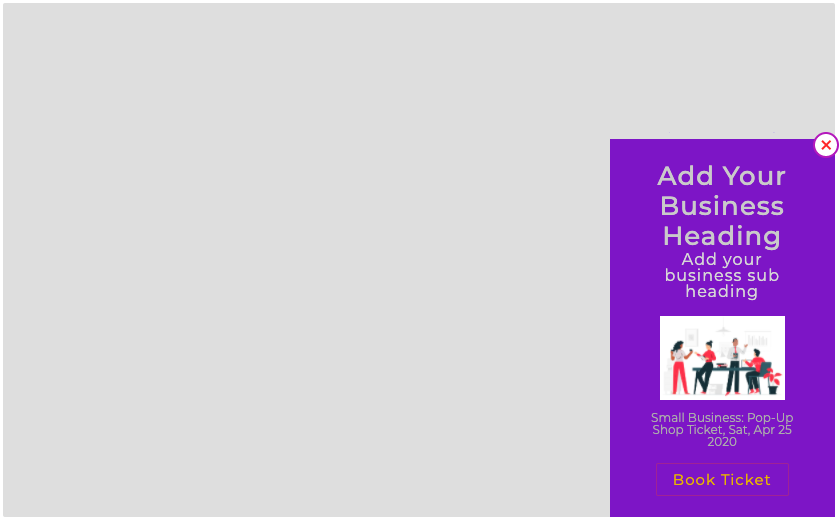 Add Your
Business
Heading
Add your
business sub
heading
Small Business: Pop-Up
Shop Ticket, Sat, Apr 25
2020
Book Ticket